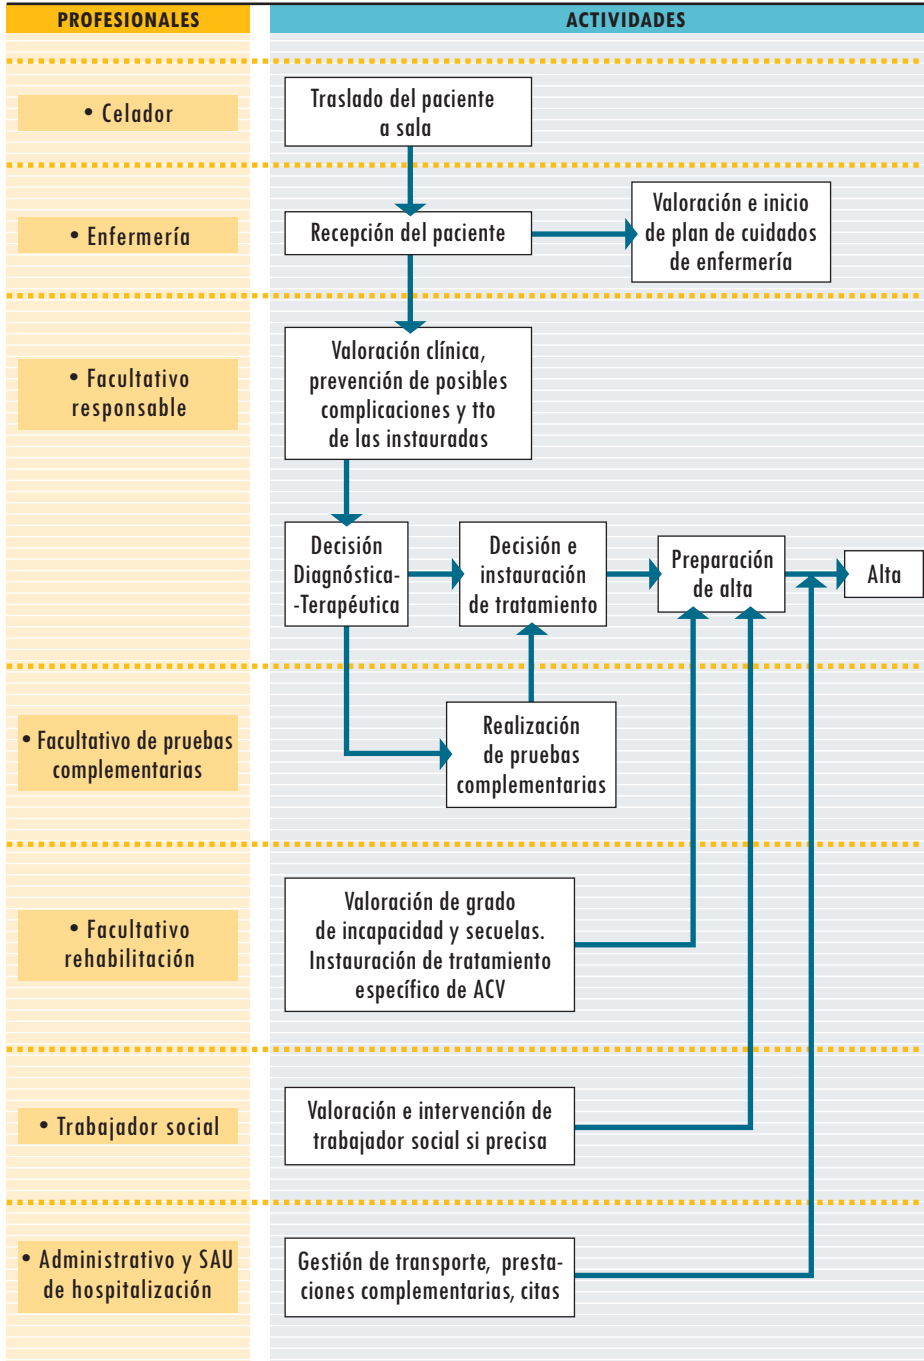 PROFESIONALES
ACTIVIDADES
• Celador
Traslado del paciente
a sala
• Enfermería
Recepción del paciente
Valoración e inicio
de plan de cuidados
de enfermería
• Facultativo
responsable
Valoración clínica,
prevención de posibles
complicaciones y tto
de las instauradas
Decisión
Diagnóstica-
-Terapéutica
Decisión e
instauración
de tratamiento
Preparación
de alta
Alta
• Facultativo de pruebas
complementarias
Realización
de pruebas
complementarias
• Facultativo
rehabilitación
Valoración de grado
de incapacidad y secuelas.
Instauración de tratamiento
específico de ACV
• Trabajador social
Valoración e intervención de
trabajador social si precisa
• Administrativo y SAU
de hospitalización
Gestión de transporte, presta-
ciones complementarias, citas